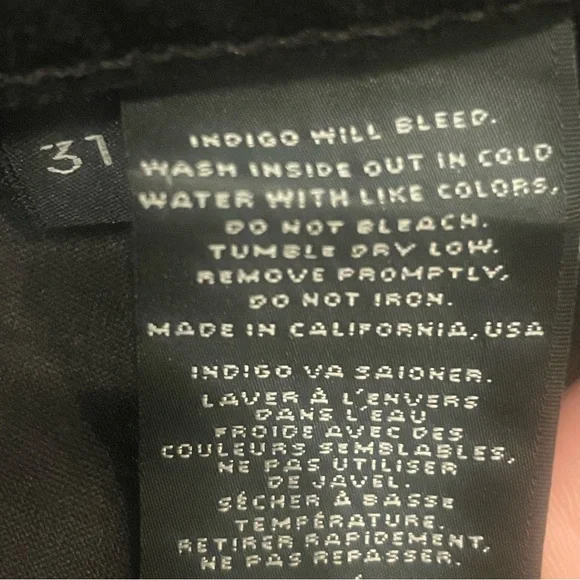 31
INDIGO WILL BLEED.
WASH INSIDE OUT IN COLD
WATER WITH LIKE COLORS,
DO NOT BLEACH.
TUMBLE DRY LOW.
REMOVE PROMPTLY,
DO NOT IRON.
MADE IN CALIFORNIA, USA
INDIGO VA SAIGNER.
LAVER À L'ENVERS
DANS L'EAU
FROIDE AVEC DES
COULEURS SEMBLABLES,
NE PAS UTILISER
DE JAVEL.
SÉCHER À BASSE
TEMPÉRATURE.
RETIRER RAPIDEMENT,
NE PAS REPASSER.